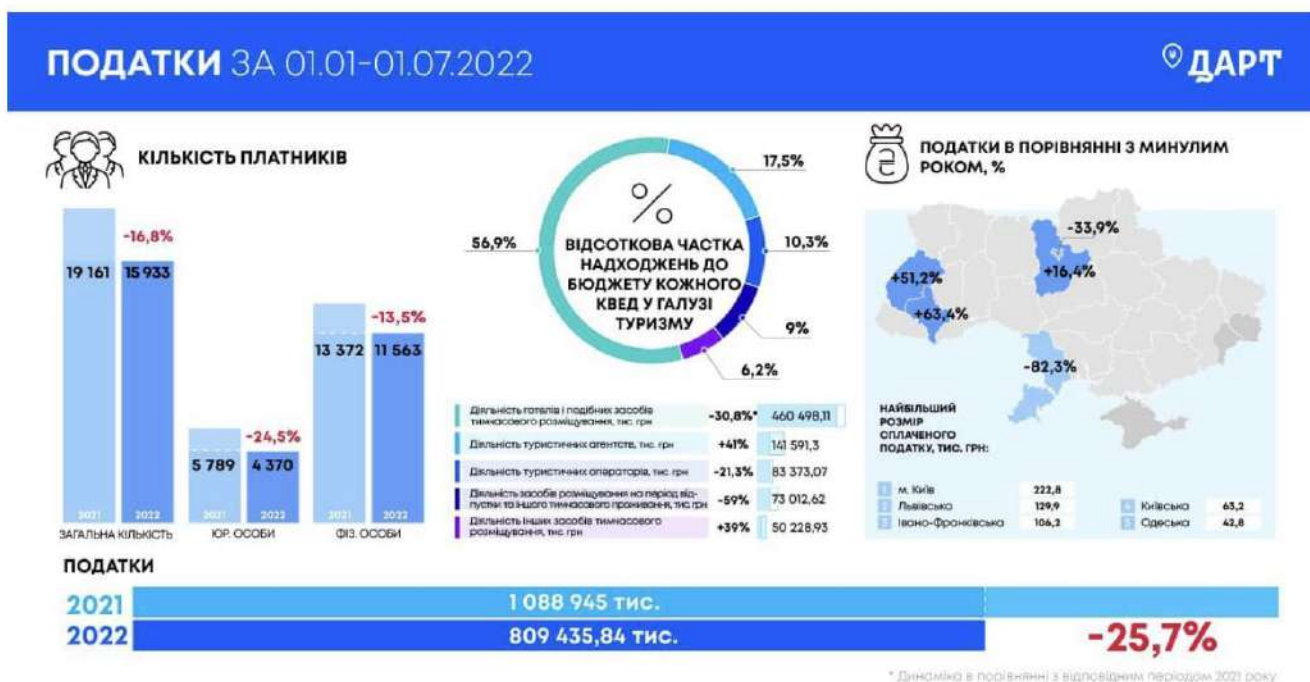 ПОДАТКИ ЗА 01.01-01.07.2022
ДАРТ
КІЛЬКІСТЬ ПЛАТНИКІВ
-16,8%
19 161
15 933
2021
2022
ЗАГАЛЬНА КІЛЬКІСТЬ
-24,5%
5 789
4 370
2021
2022
ЮР. ОСОБИ
-13,5%
13 372
11 563
2021
2022
ФІЗ. ОСОБИ
%
ВІДСОТКОВА ЧАСТКА
НАДХОДЖЕНЬ ДО
БЮДЖЕТУ КОЖНОГО
КВЕД У ГАЛУЗІ
ТУРИЗМУ
56,9%
17,5%
10,3%
9%
6,2%
Діяльність готелів і подібних засобів
тимчасового розміщування, тис. грн
-30,8%*
460 498,11
Діяльність туристичних агентств, тис. грн
+41%
141 591,3
Діяльність туристичних операторів, тис. грн
-21,3%
83 373,07
Діяльність засобів розміщування на період від-
пустки та іншого тимчасового проживання, тис. грн
-59%
73 012,62
Діяльність інших засобів тимчасового
розміщування, тис. грн
+39%
50 228,93
ПОДАТКИ В ПОРІВНЯННІ З МИНУЛИМ
РОКОМ, %
-33,9%
+16,4%
+51,2%
+63,4%
-82,3%
НАЙБІЛЬШИЙ
РОЗМІР
СПЛАЧЕНОГО
ПОДАТКУ, ТИС. ГРН:
1 м. Київ 222,8
2 Львівська 129,9
3 Івано-Франківська 106,2
4 Київська 63,2
5 Одеська 42,8
ПОДАТКИ
2021
1 088 945 тис.
2022
809 435,84 тис.
-25,7%
* Динаміка в порівнянні з відповідним періодом 2021 року